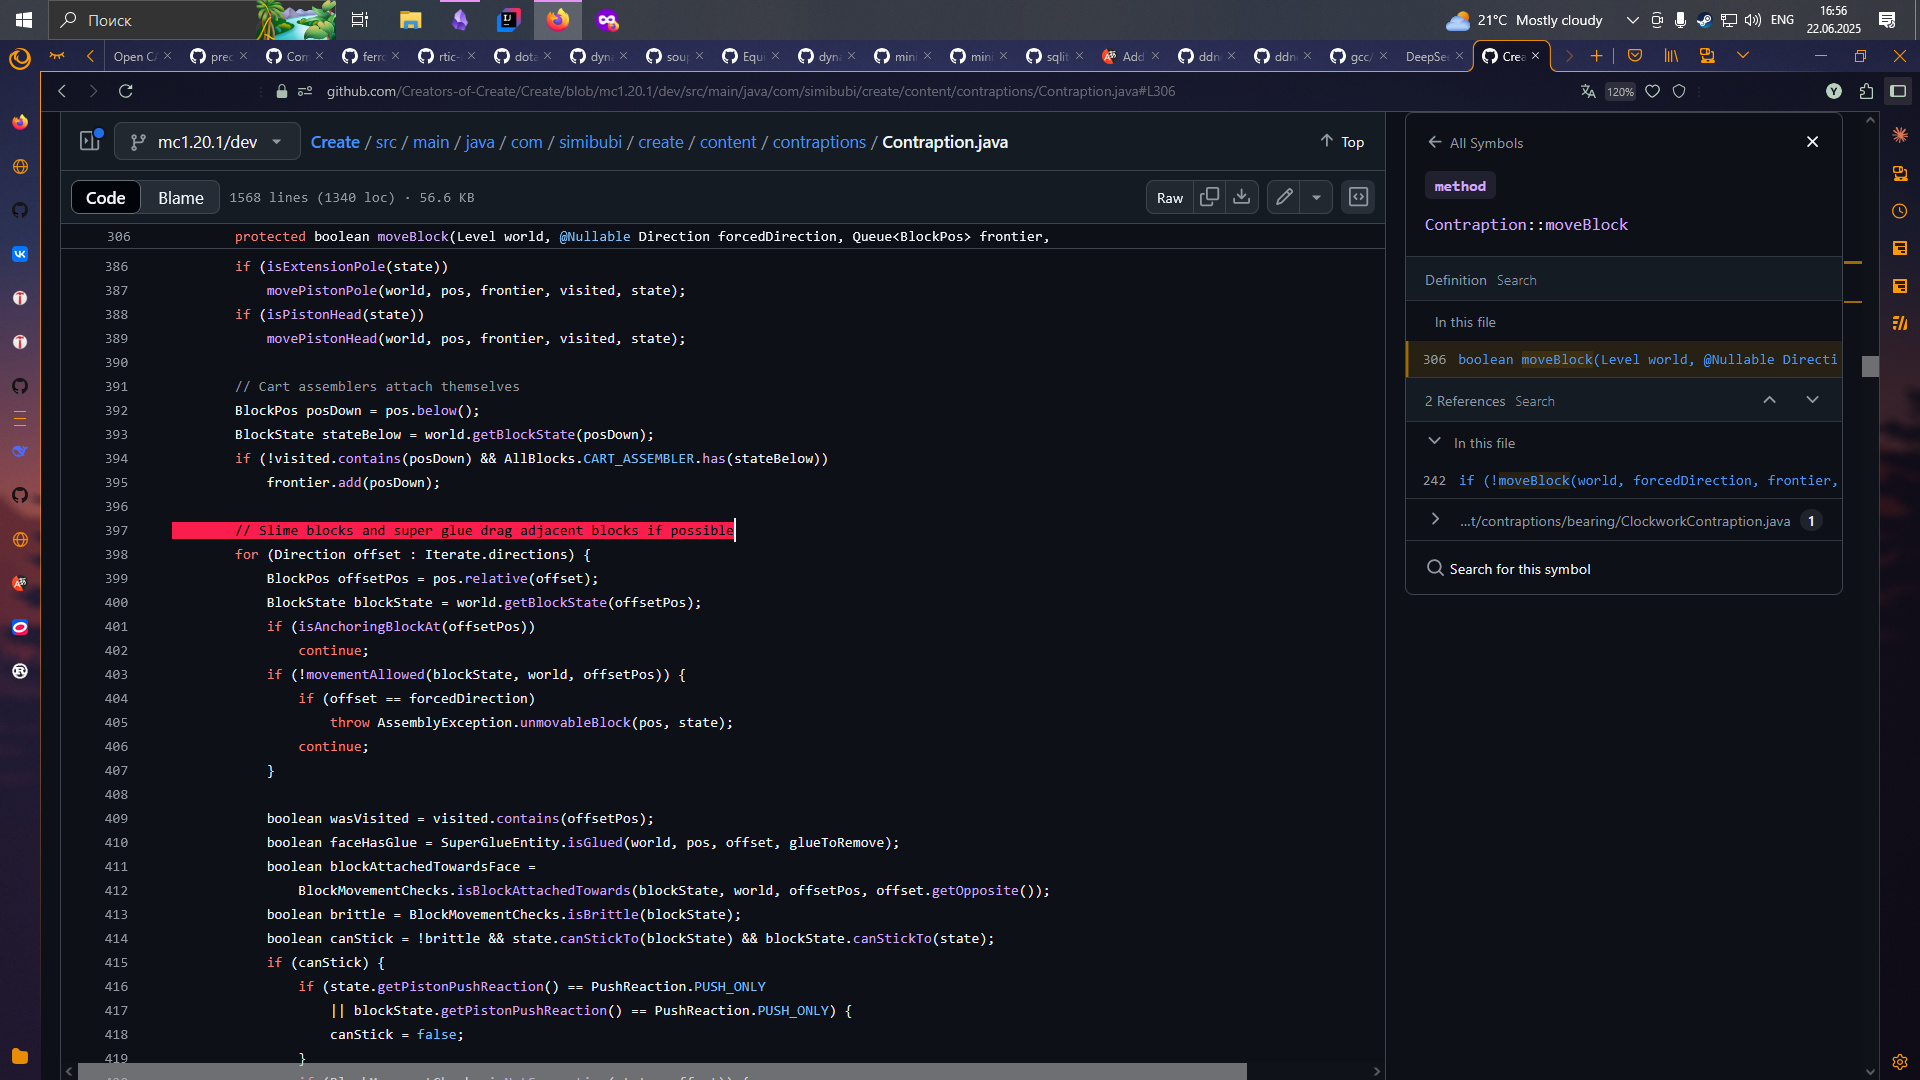 Поиск
21°C Mostly cloudy
ENG
16:56
22.06.2025
Open CA
prec
Com
ferro
rtic-
dota
dyna
soup
Equi
dyna
mini
mini
sqlit
Add
ddn
ddn
gcc/
DeepSee
Crea
github.com/Creators-of-Create/Create/blob/mc1.20.1/dev/src/main/java/com/simibubi/create/content/contraptions/Contraption.java#L306
120%
mc1.20.1/dev
Create / src / main / java / com / simibubi / create / content / contraptions / Contraption.java
Top
Code
Blame
1568 lines (1340 loc) · 56.6 KB
Raw
306 protected boolean moveBlock(Level world, @Nullable Direction forcedDirection, Queue<BlockPos> frontier,
386 if (isExtensionPole(state))
387 movePistonPole(world, pos, frontier, visited, state);
388 if (isPistonHead(state))
389 movePistonHead(world, pos, frontier, visited, state);
390
391 // Cart assemblers attach themselves
392 BlockPos posDown = pos.below();
393 BlockState stateBelow = world.getBlockState(posDown);
394 if (!visited.contains(posDown) && AllBlocks.CART_ASSEMBLER.has(stateBelow))
395 frontier.add(posDown);
396
397 // Slime blocks and super glue drag adjacent blocks if possible
398 for (Direction offset : Iterate.directions) {
399 BlockPos offsetPos = pos.relative(offset);
400 BlockState blockState = world.getBlockState(offsetPos);
401 if (isAnchoringBlockAt(offsetPos))
402 continue;
403 if (!movementAllowed(blockState, world, offsetPos)) {
404 if (offset == forcedDirection)
405 throw AssemblyException.unmovableBlock(pos, state);
406 continue;
407 }
408
409 boolean wasVisited = visited.contains(offsetPos);
410 boolean faceHasGlue = SuperGlueEntity.isGlued(world, pos, offset, glueToRemove);
411 boolean blockAttachedTowardsFace =
412 BlockMovementChecks.isBlockAttachedTowards(blockState, world, offsetPos, offset.getOpposite());
413 boolean brittle = BlockMovementChecks.isBrittle(blockState);
414 boolean canStick = !brittle && state.canStickTo(blockState) && blockState.canStickTo(state);
415 if (canStick) {
416 if (state.getPistonPushReaction() == PushReaction.PUSH_ONLY
417 || blockState.getPistonPushReaction() == PushReaction.PUSH_ONLY) {
418 canStick = false;
419 }
All Symbols
method
Contraption::moveBlock
Definition Search
In this file
306 boolean moveBlock(Level world, @Nullable Directi
2 References Search
In this file
242 if (!moveBlock(world, forcedDirection, frontier,
...t/contraptions/bearing/ClockworkContraption.java 1
Search for this symbol